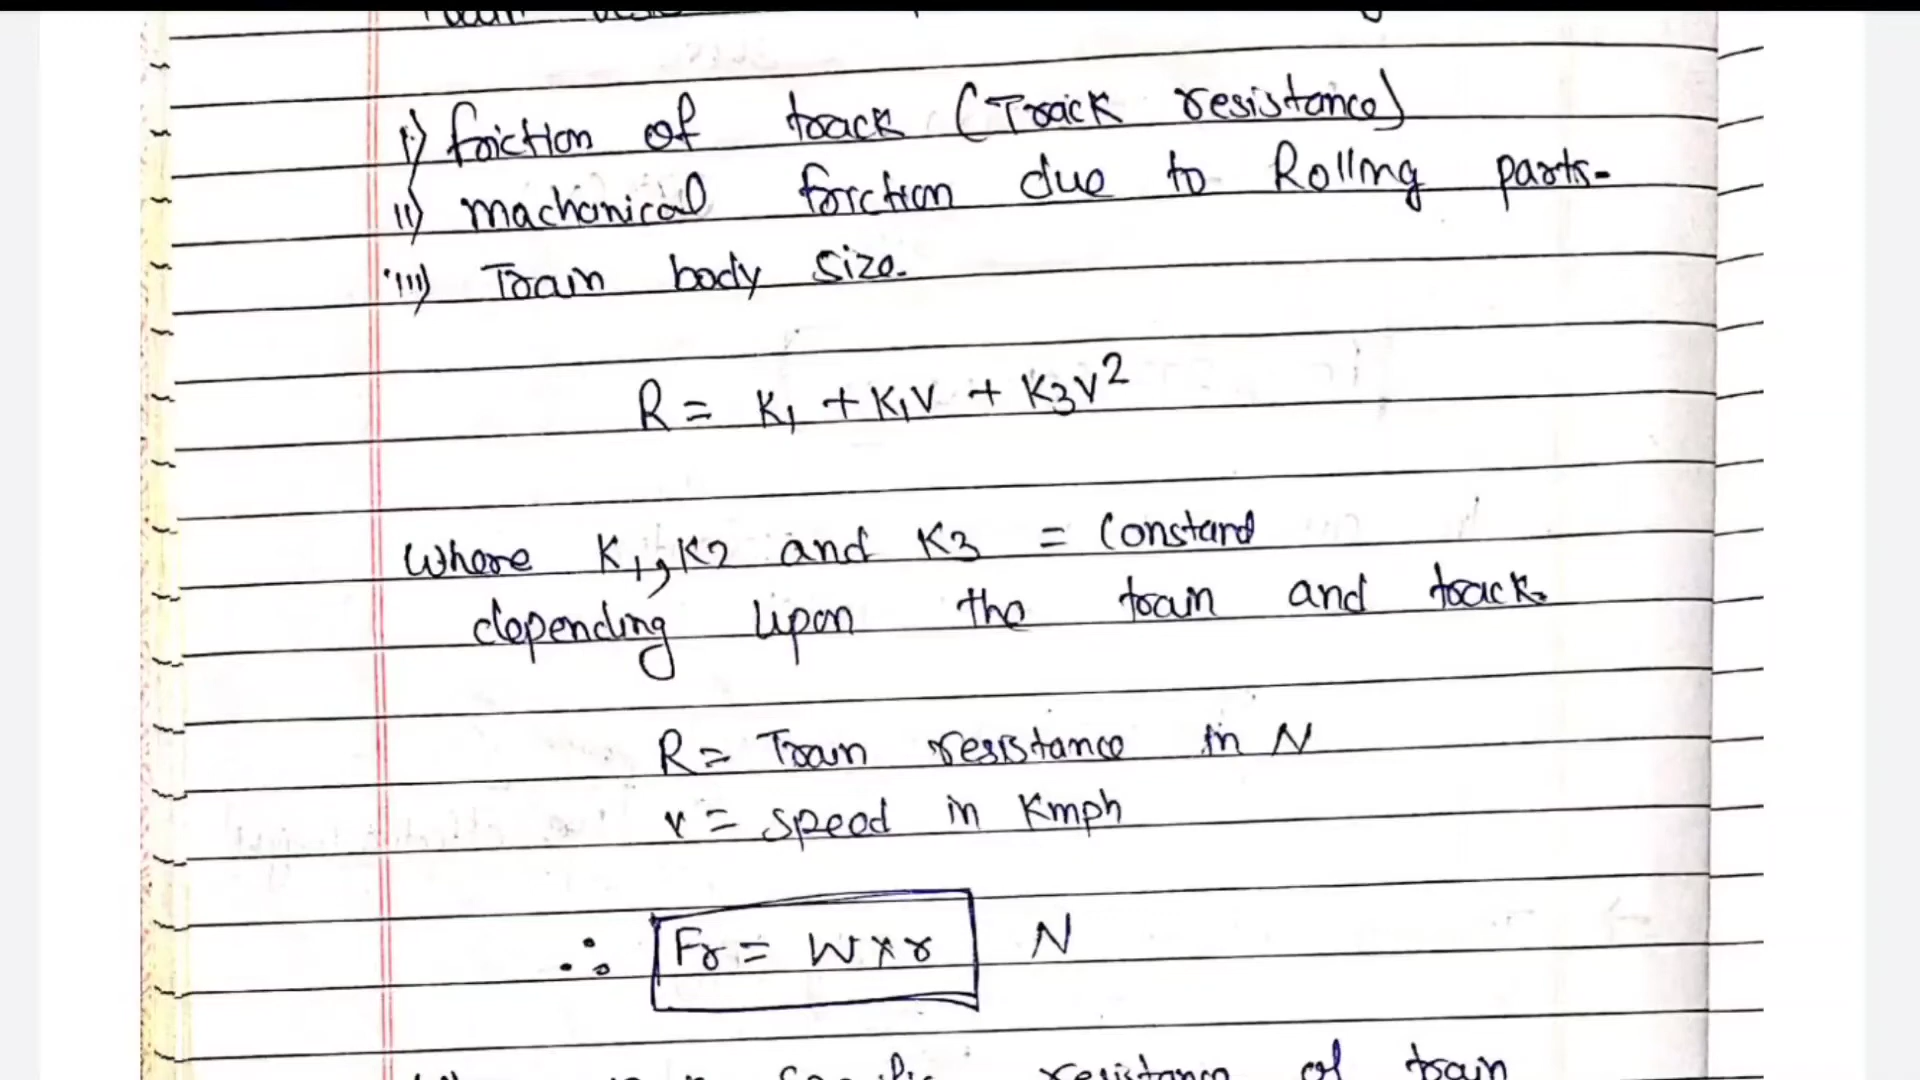 Train
i) friction of track (Track resistance)
ii) mechanical friction due to Rolling parts.
iii) Train body size.
R = K1 + K1V + K3V²
Where K1, K2 and K3 = Constant
depending upon the train and track.
R = Train resistance in N
v = speed in Kmph
∴ Fr = W×r N
resistance of train